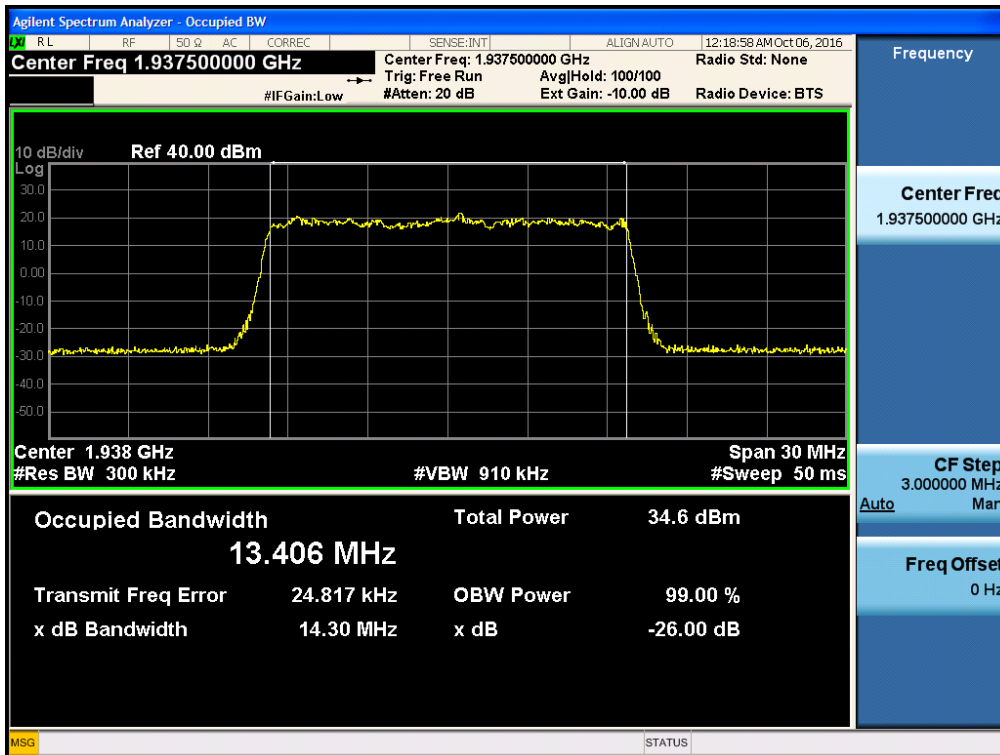 Agilent Spectrum Analyzer - Occupied BW
LXI RL RF 50 Ω AC CORREC SENSE:INT ALIGN AUTO 12:18:58 AM Oct 06, 2016
Center Freq 1.937500000 GHz
Center Freq: 1.937500000 GHz
Radio Std: None
Trig: Free Run
Avg|Hold: 100/100
#IFGain:Low
#Atten: 20 dB
Ext Gain: -10.00 dB
Radio Device: BTS
10 dB/div
Ref 40.00 dBm
Log
30.0
20.0
10.0
0.00
-10.0
-20.0
-30.0
-40.0
-50.0
Center 1.938 GHz
Span 30 MHz
#Res BW 300 kHz
#VBW 910 kHz
#Sweep 50 ms
Occupied Bandwidth
Total Power 34.6 dBm
13.406 MHz
Transmit Freq Error 24.817 kHz
OBW Power 99.00 %
x dB Bandwidth 14.30 MHz
x dB -26.00 dB
MSG
STATUS
Frequency
Center Freq
1.937500000 GHz
CF Step
3.000000 MHz
Auto Man
Freq Offset
0 Hz